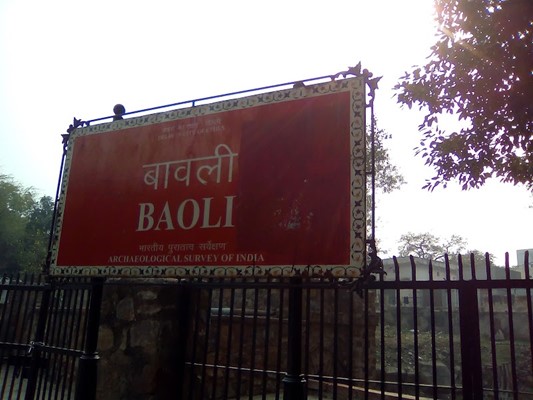 बावली
BAOLI
भारतीय पुरातत्व सर्वेक्षण
ARCHAEOLOGICAL SURVEY OF INDIA